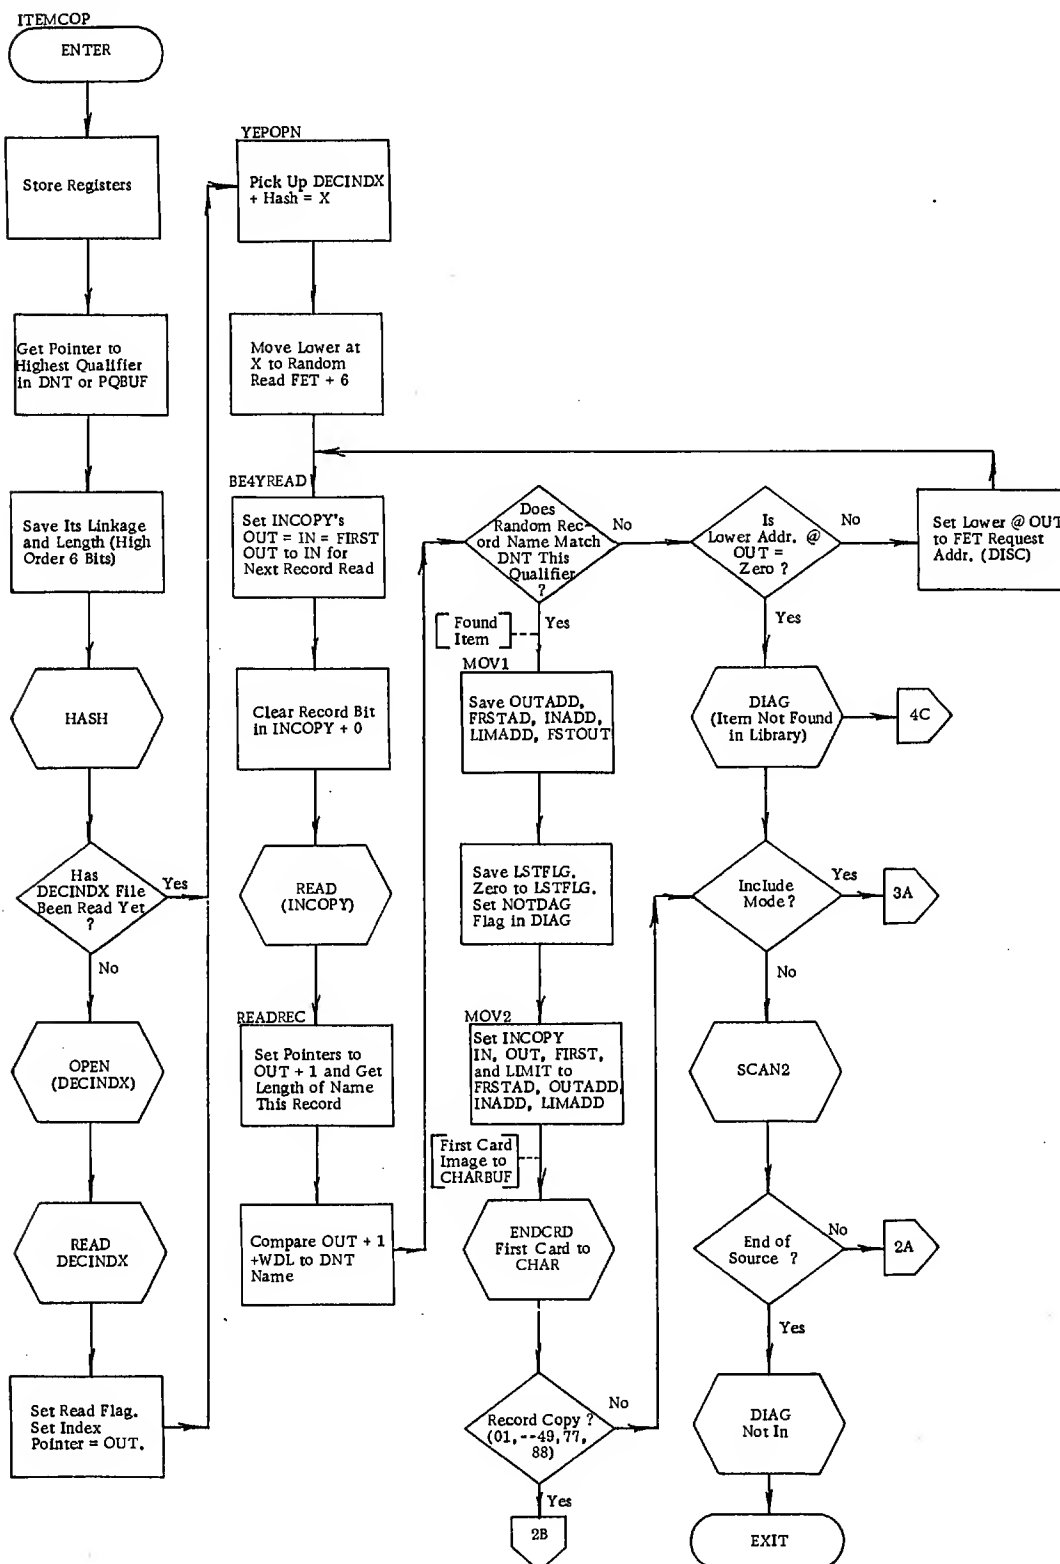 ITEMCOP
ENTER
Store Registers
Get Pointer to
Highest Qualifier
in DNT or PQBUF
Save Its Linkage
and Length (High
Order 6 Bits)
HASH
Has
DECINDX File
Been Read Yet
?
Yes
No
OPEN
(DECINDX)
READ
DECINDX
Set Read Flag.
Set Index
Pointer = OUT.
YEPOPN
Pick Up DECINDX
+ Hash = X
Move Lower at
X to Random
Read FET + 6
BE4YREAD
Set INCOPY's
OUT = IN = FIRST
OUT to IN for
Next Record Read
Clear Record Bit
in INCOPY + 0
READ
(INCOPY)
READREC
Set Pointers to
OUT + 1 and Get
Length of Name
This Record
Compare OUT + 1
+WDL to DNT
Name
Does
Random Rec-
ord Name Match
DNT This
Qualifier
?
No
Yes
Found
Item
MOV1
Save OUTADD,
FRSTAD, INADD,
LIMADD, FSTOUT
Save LSTFLG.
Zero to LSTFLG.
Set NOTDAG
Flag in DIAG
MOV2
Set INCOPY
IN, OUT, FIRST,
and LIMIT to
FRSTAD, OUTADD,
INADD, LIMADD
First Card
Image to
CHARBUF
ENDCRD
First Card to
CHAR
Record Copy ?
(01, --49, 77,
88)
No
Yes
2B
Is
Lower Addr. @
OUT =
Zero ?
No
Yes
Set Lower @ OUT
to FET Request
Addr. (DISC)
DIAG
(Item Not Found
in Library)
4C
Include
Mode ?
Yes
3A
No
SCAN2
End of
Source ?
No
2A
Yes
DIAG
Not In
EXIT